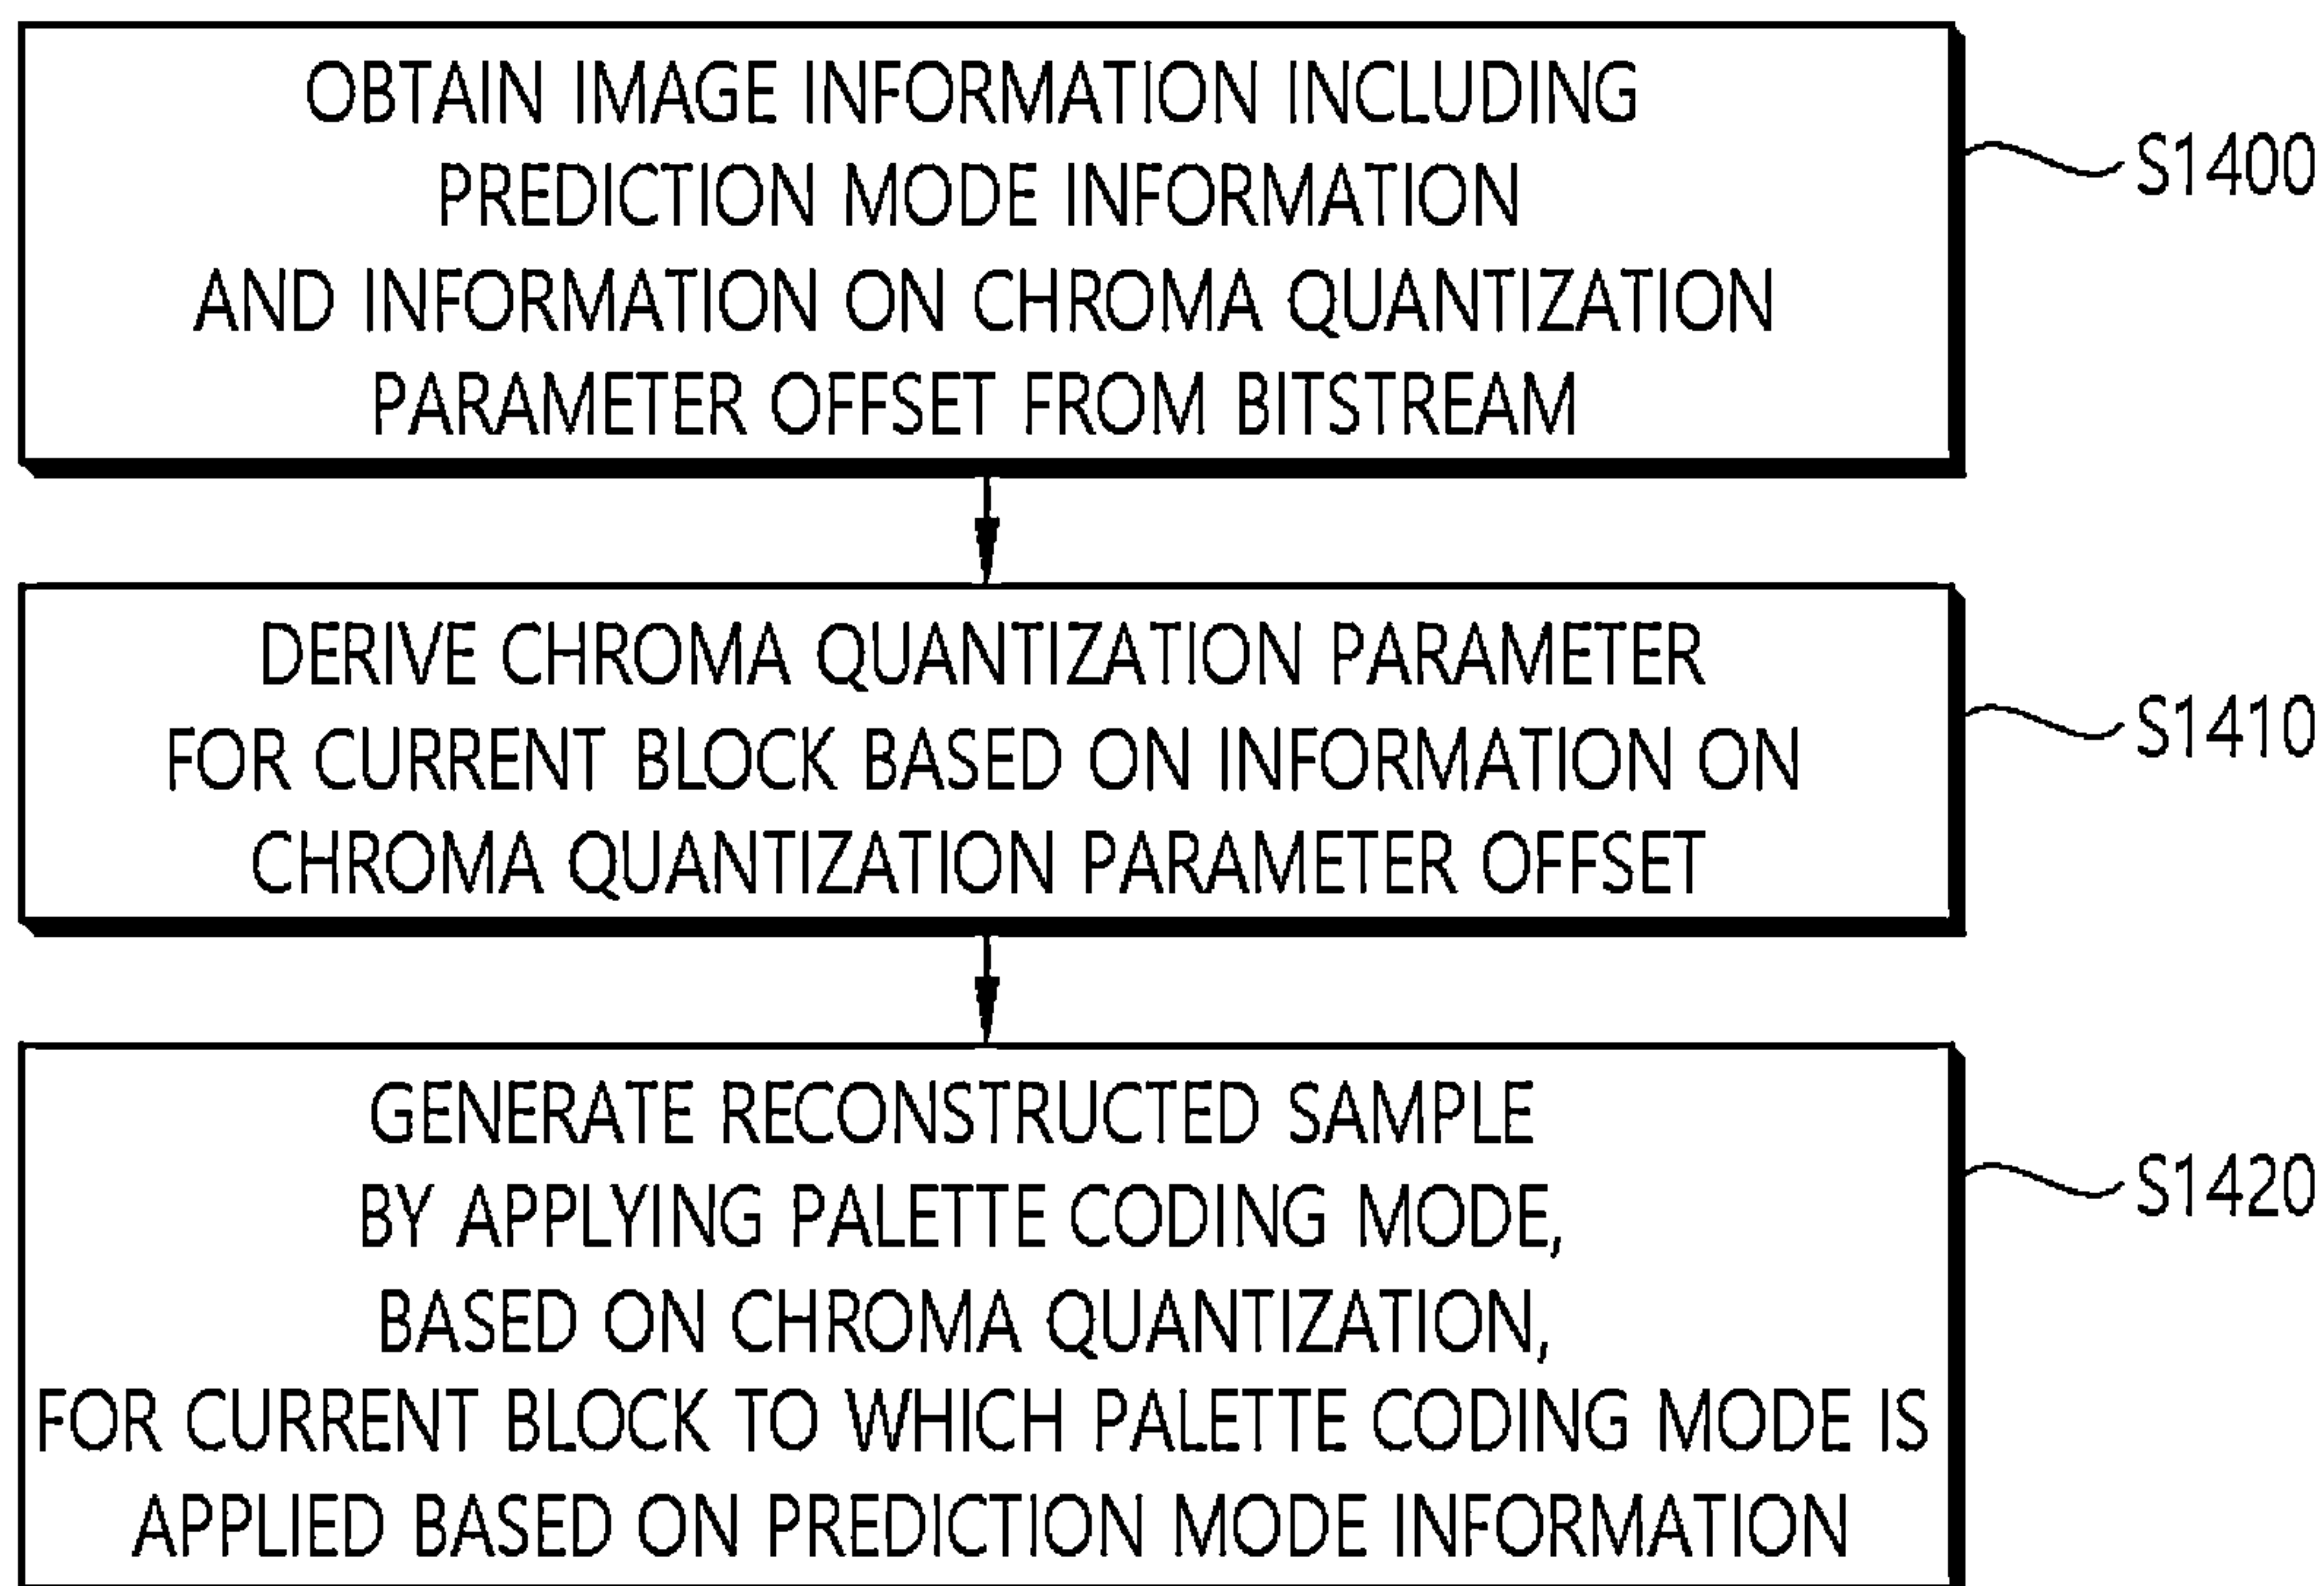 OBTAIN IMAGE INFORMATION INCLUDING
PREDICTION MODE INFORMATION
AND INFORMATION ON CHROMA QUANTIZATION
PARAMETER OFFSET FROM BITSTREAM
S1400
DERIVE CHROMA QUANTIZATION PARAMETER
FOR CURRENT BLOCK BASED ON INFORMATION ON
CHROMA QUANTIZATION PARAMETER OFFSET
S1410
GENERATE RECONSTRUCTED SAMPLE
BY APPLYING PALETTE CODING MODE,
BASED ON CHROMA QUANTIZATION,
FOR CURRENT BLOCK TO WHICH PALETTE CODING MODE IS
APPLIED BASED ON PREDICTION MODE INFORMATION
S1420